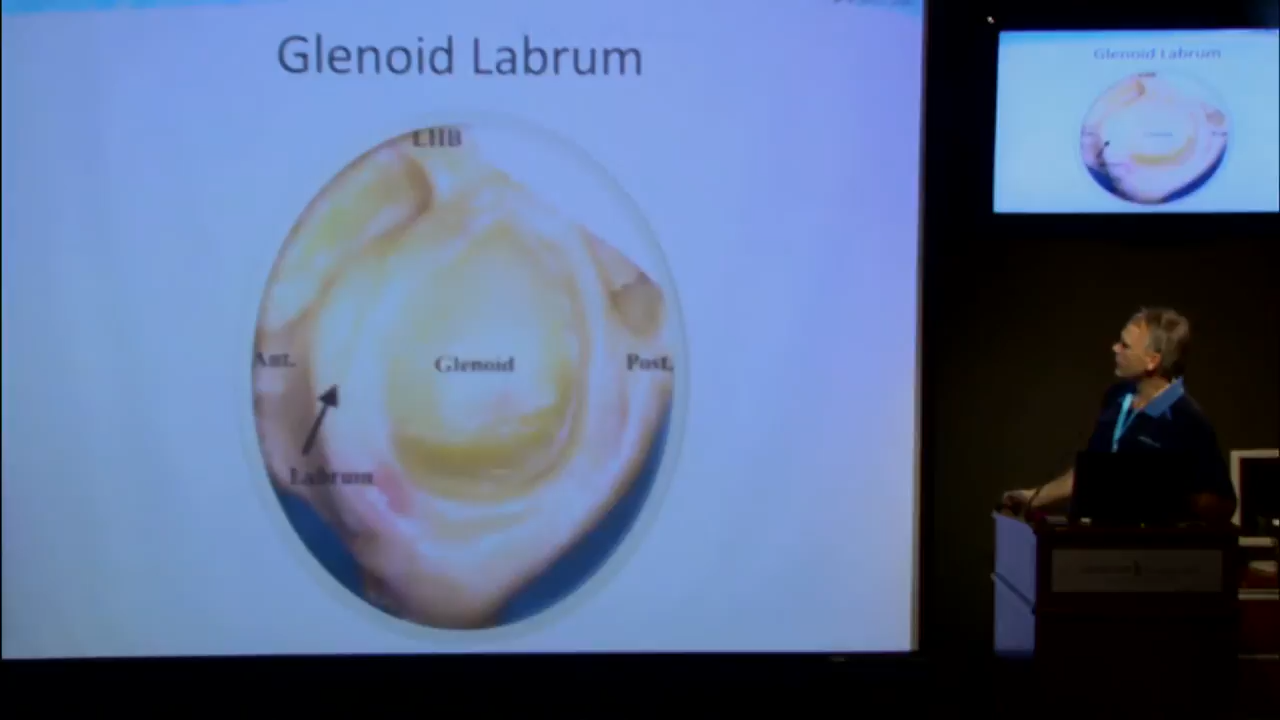 Glenoid Labrum
LHB
Ant.
Glenoid
Post.
Labrum
Glenoid Labrum